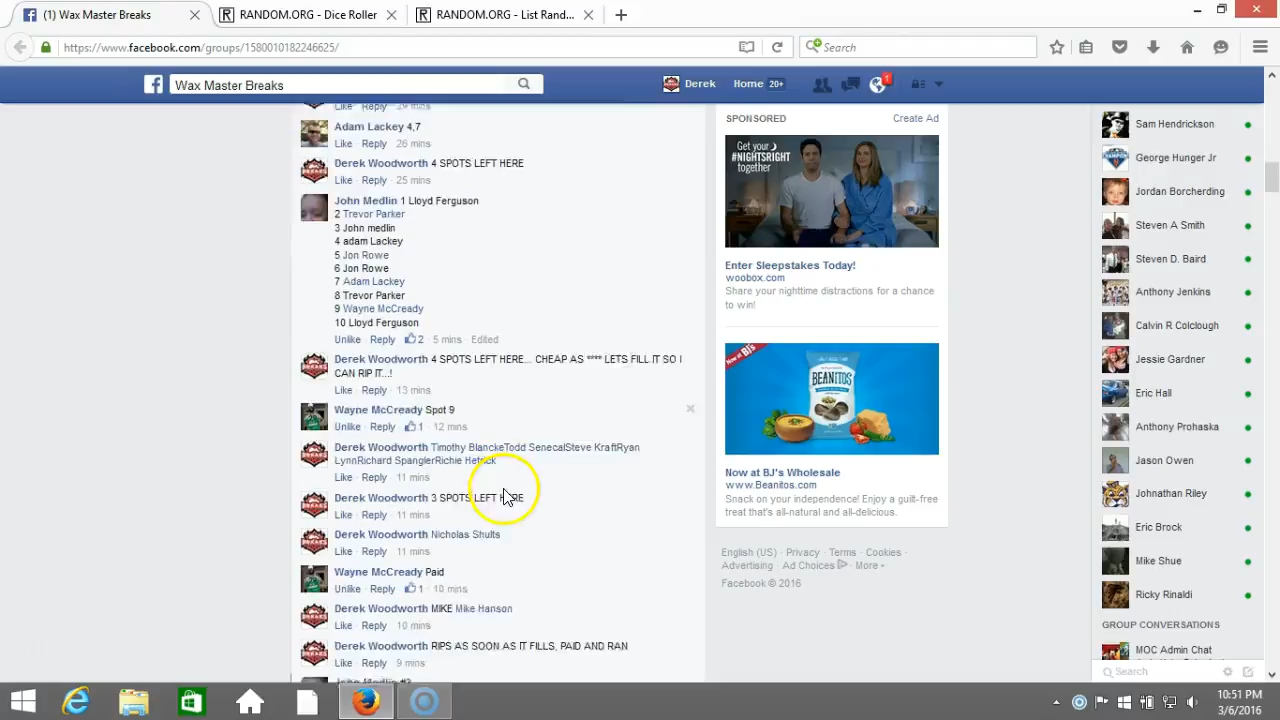 (1) Wax Master Breaks
RANDOM.ORG - Dice Roller
RANDOM.ORG - List Rand...
https://www.facebook.com/groups/1580010182246625/
Search
Wax Master Breaks
Derek
Home 20+
1
Like · Reply · 29 mins
Adam Lackey 4,7
Like · Reply · 26 mins
Derek Woodworth 4 SPOTS LEFT HERE
Like · Reply · 25 mins
John Medlin 1 Lloyd Ferguson
2 Trevor Parker
3 John medlin
4 adam Lackey
5 Jon Rowe
6 Jon Rowe
7 Adam Lackey
8 Trevor Parker
9 Wayne McCready
10 Lloyd Ferguson
Unlike · Reply · 2 · 5 mins · Edited
Derek Woodworth 4 SPOTS LEFT HERE... CHEAP AS **** LETS FILL IT SO I
CAN RIP IT...!
Like · Reply · 13 mins
Wayne McCready Spot 9
Unlike · Reply · 1 · 12 mins
Derek Woodworth Timothy BlanckeTodd SenecalSteve KraftRyan
LynnRichard SpanglerRichie Hetrick
Like · Reply · 11 mins
Derek Woodworth 3 SPOTS LEFT HERE
Like · Reply · 11 mins
Derek Woodworth Nicholas Shults
Like · Reply · 11 mins
Wayne McCready Paid
Unlike · Reply · 1 · 10 mins
Derek Woodworth MIKE Mike Hanson
Like · Reply · 10 mins
Derek Woodworth RIPS AS SOON AS IT FILLS, PAID AND RAN
Like · Reply · 9 mins
SPONSORED
Create Ad
Get your
#NIGHTSRIGHT
together
Enter Sleepstakes Today!
woobox.com
Share your nighttime distractions for a chance
to win!
Now at BJ's
BEANITOS
Now at BJ's Wholesale
www.Beanitos.com
Snack on your independence! Enjoy a guilt-free
treat that's all-natural and all-delicious.
English (US) · Privacy · Terms · Cookies ·
Advertising · Ad Choices · More
Facebook © 2016
Sam Hendrickson
George Hunger Jr
Jordan Borcherding
Steven A Smith
Steven D. Baird
Anthony Jenkins
Calvin R Colclough
Jessie Gardner
Eric Hall
Anthony Prohaska
Jason Owen
Johnathan Riley
Eric Brock
Mike Shue
Ricky Rinaldi
GROUP CONVERSATIONS
MOC Admin Chat
Search
10:51 PM
3/6/2016